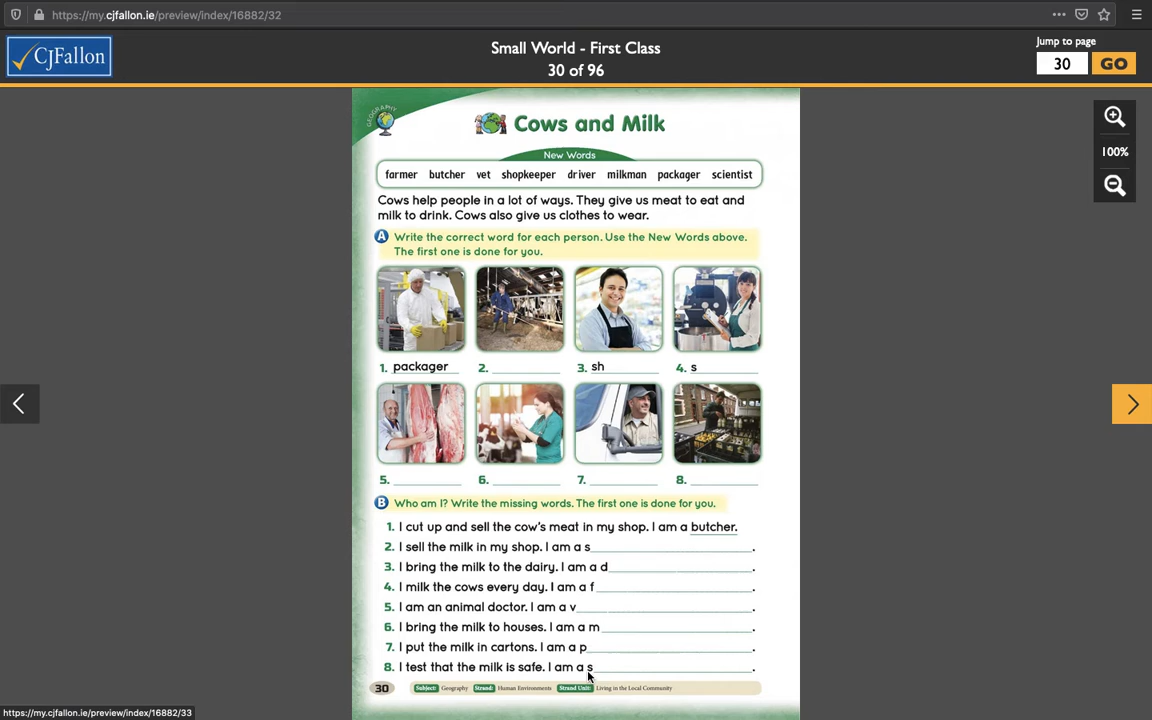 https://my.cjfallon.ie/preview/index/16882/32
CJFallon
Small World - First Class
30 of 96
Jump to page
30 GO
100%
GEOGRAPHY
Cows and Milk
New Words
farmer butcher vet shopkeeper driver milkman packager scientist
Cows help people in a lot of ways. They give us meat to eat and
milk to drink. Cows also give us clothes to wear.
A Write the correct word for each person. Use the New Words above.
The first one is done for you.
1. packager 2. 3. sh 4. s
5. 6. 7. 8.
B Who am I? Write the missing words. The first one is done for you.
1. I cut up and sell the cow's meat in my shop. I am a butcher.
2. I sell the milk in my shop. I am a s .
3. I bring the milk to the dairy. I am a d .
4. I milk the cows every day. I am a f .
5. I am an animal doctor. I am a v .
6. I bring the milk to houses. I am a m .
7. I put the milk in cartons. I am a p .
8. I test that the milk is safe. I am a s .
30 Subject: Geography Strand: Human Environments Strand Unit: Living in the Local Community
https://my.cjfallon.ie/preview/index/16882/33